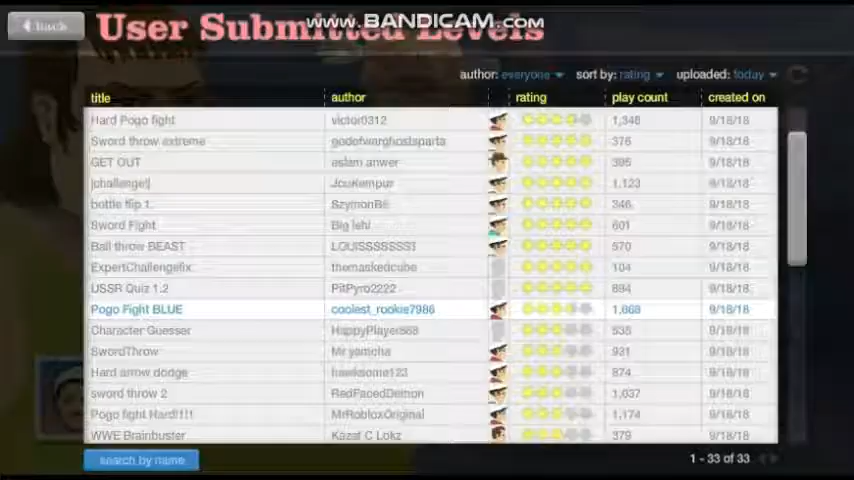 www.BANDICAM.com
back
User Submitted Levels
author: everyone sort by: rating uploaded: today
title author rating play count created on
Hard Pogo fight victor0312 1,346 9/18/18
Sword throw extreme godofwarghostsparta 376 9/18/18
GET OUT aslam anwer 395 9/18/18
[challenge] JouKempur 1,123 9/18/18
bottle flip 1. 346 9/18/18
Sword Fight Big lehl 601 9/18/18
Ball throw BEAST 570 9/18/18
ExpertChallengefix themaskedcube 104 9/18/18
USSR Quiz 1.2 PitPyro2222 894 9/18/18
Pogo Fight BLUE coolest_rookie7986 1,668 9/18/18
Character Guesser 535 9/18/18
SwordThrow Mr yamcha 931 9/18/18
Hard arrow dodge hawksome123 874 9/18/18
sword throw 2 RedFacedDemon 1,037 9/18/18
Pogo fight Hard!!!! MrRobloxOriginal 1,174 9/18/18
WWE Brainbuster Kazaf C Lokz 379 9/18/18
search by name 1 - 33 of 33